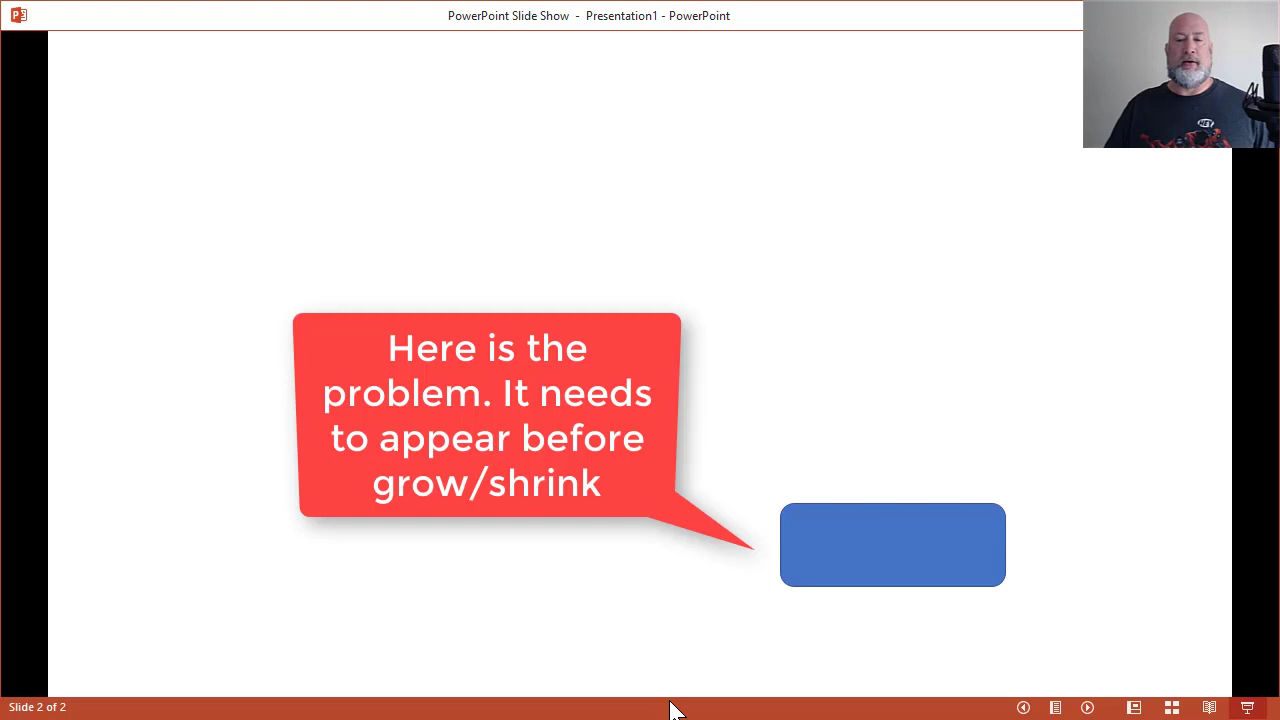 PowerPoint Slide Show - Presentation1 - PowerPoint
HEY
Here is the
problem. It needs
to appear before
grow/shrink
Slide 2 of 2